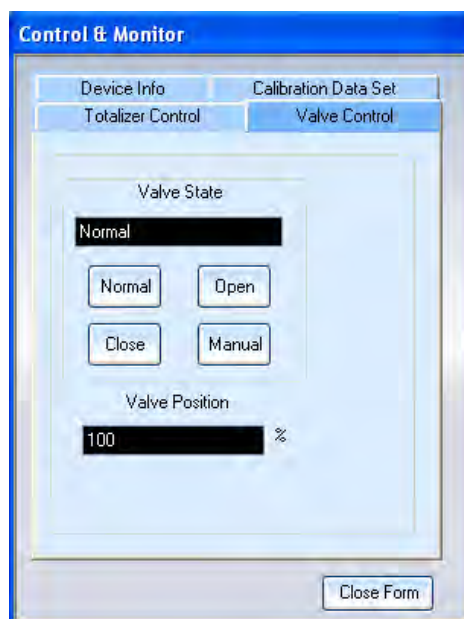 Control & Monitor
Device Info Calibration Data Set
Totalizer Control Valve Control
Valve State
Normal
Normal Open
Close Manual
Valve Position
100 %
Close Form